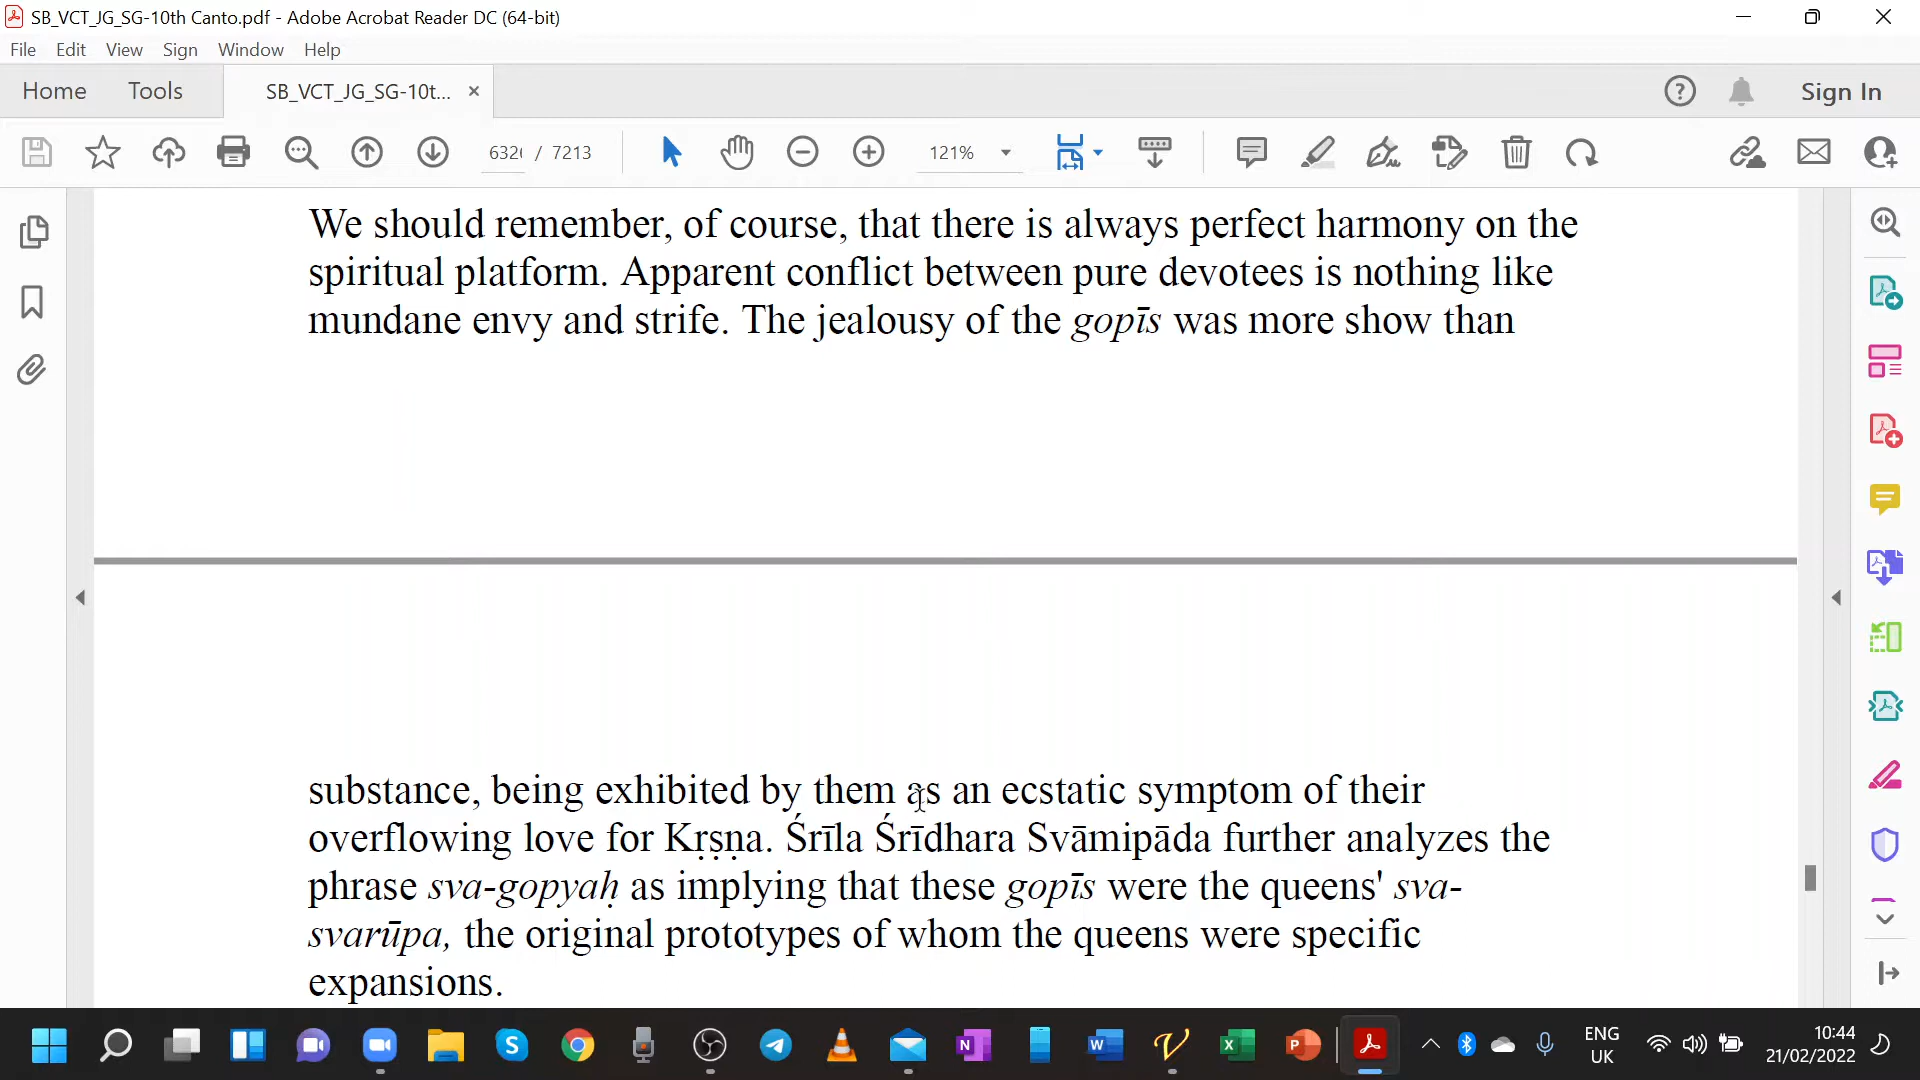 SB_VCT_JG_SG-10th Canto.pdf - Adobe Acrobat Reader DC (64-bit)
File Edit View Sign Window Help
Home Tools SB_VCT_JG_SG-10t... × Sign In
6326 / 7213 121%
We should remember, of course, that there is always perfect harmony on the
spiritual platform. Apparent conflict between pure devotees is nothing like
mundane envy and strife. The jealousy of the gopīs was more show than
substance, being exhibited by them as an ecstatic symptom of their
overflowing love for Kṛṣṇa. Śrīla Śrīdhara Svāmipāda further analyzes the
phrase sva-gopyaḥ as implying that these gopīs were the queens' sva-
svarūpa, the original prototypes of whom the queens were specific
expansions.
ENG 10:44
UK 21/02/2022